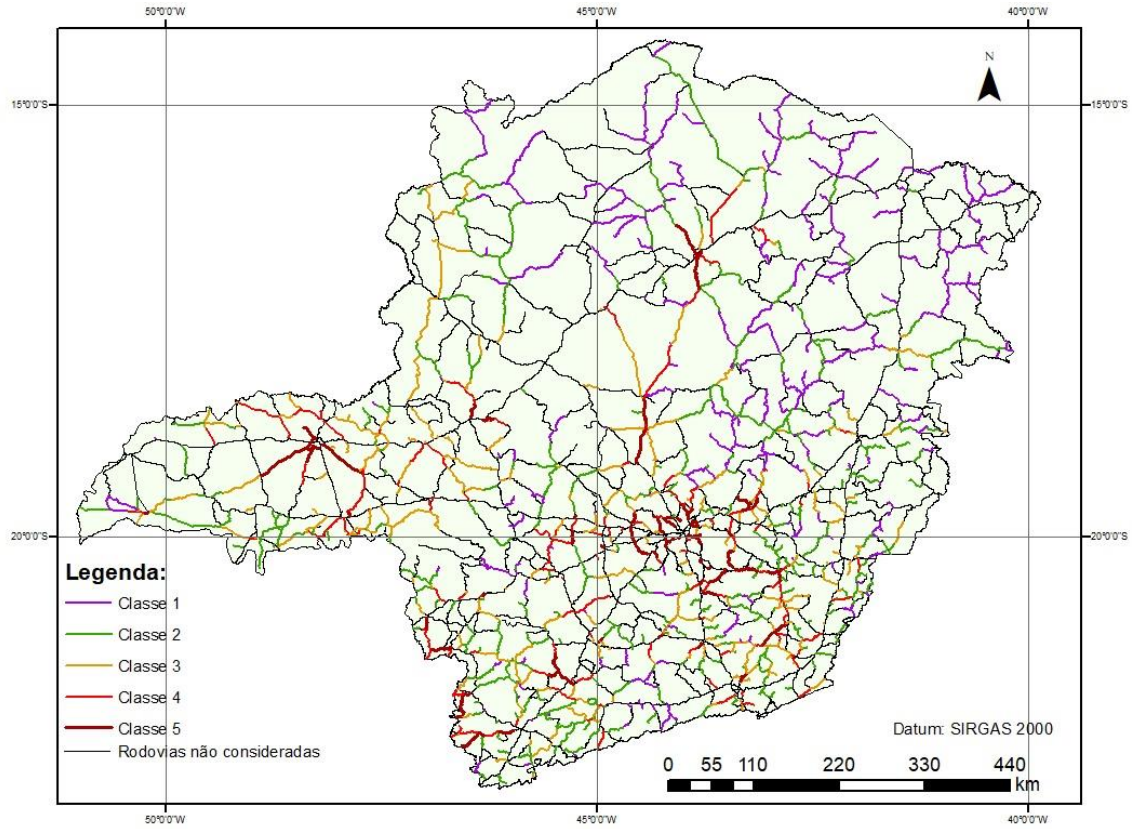 50°0'0"W 45°0'0"W 40°0'0"W
N
15°0'0"S 15°0'0"S
20°0'0"S 20°0'0"S
Legenda:
Classe 1
Classe 2
Classe 3
Classe 4
Classe 5
Rodovias não consideradas
Datum: SIRGAS 2000
0 55 110 220 330 440
km
50°0'0"W 45°0'0"W 40°0'0"W